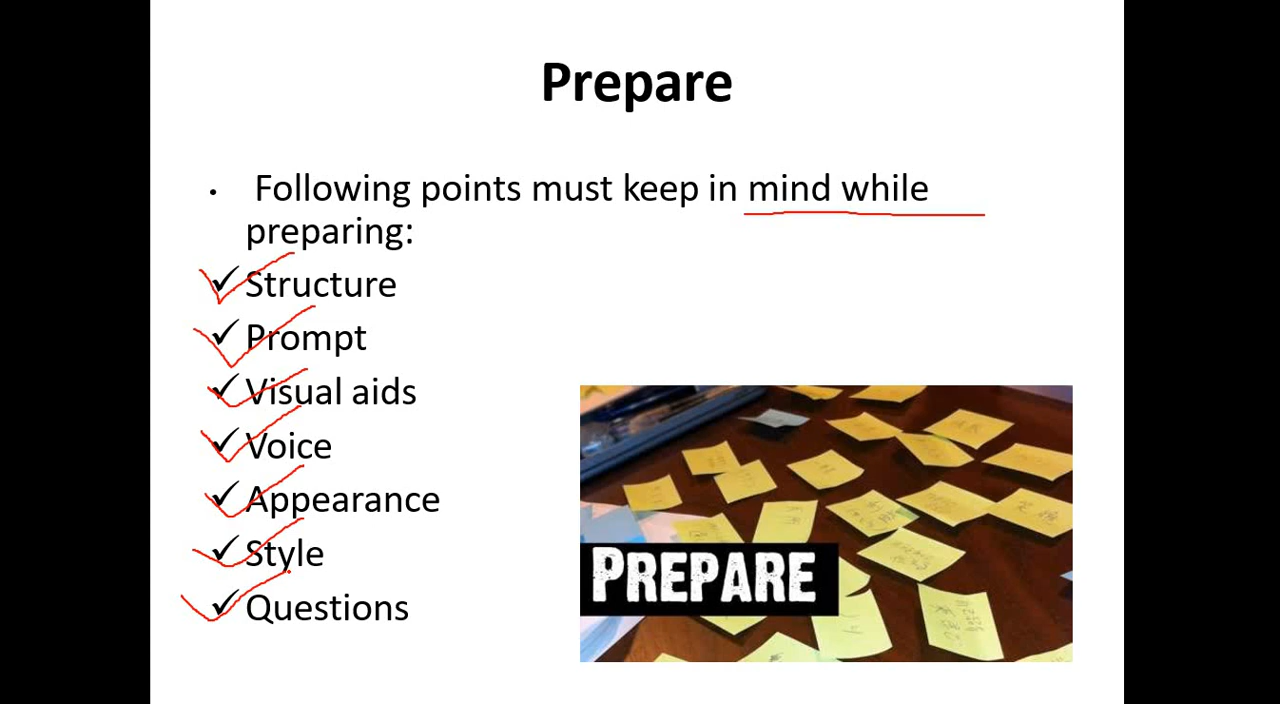 Prepare
• Following points must keep in mind while
preparing:
✓ Structure
✓ Prompt
✓ Visual aids
✓ Voice
✓ Appearance
✓ Style
✓ Questions
PREPARE